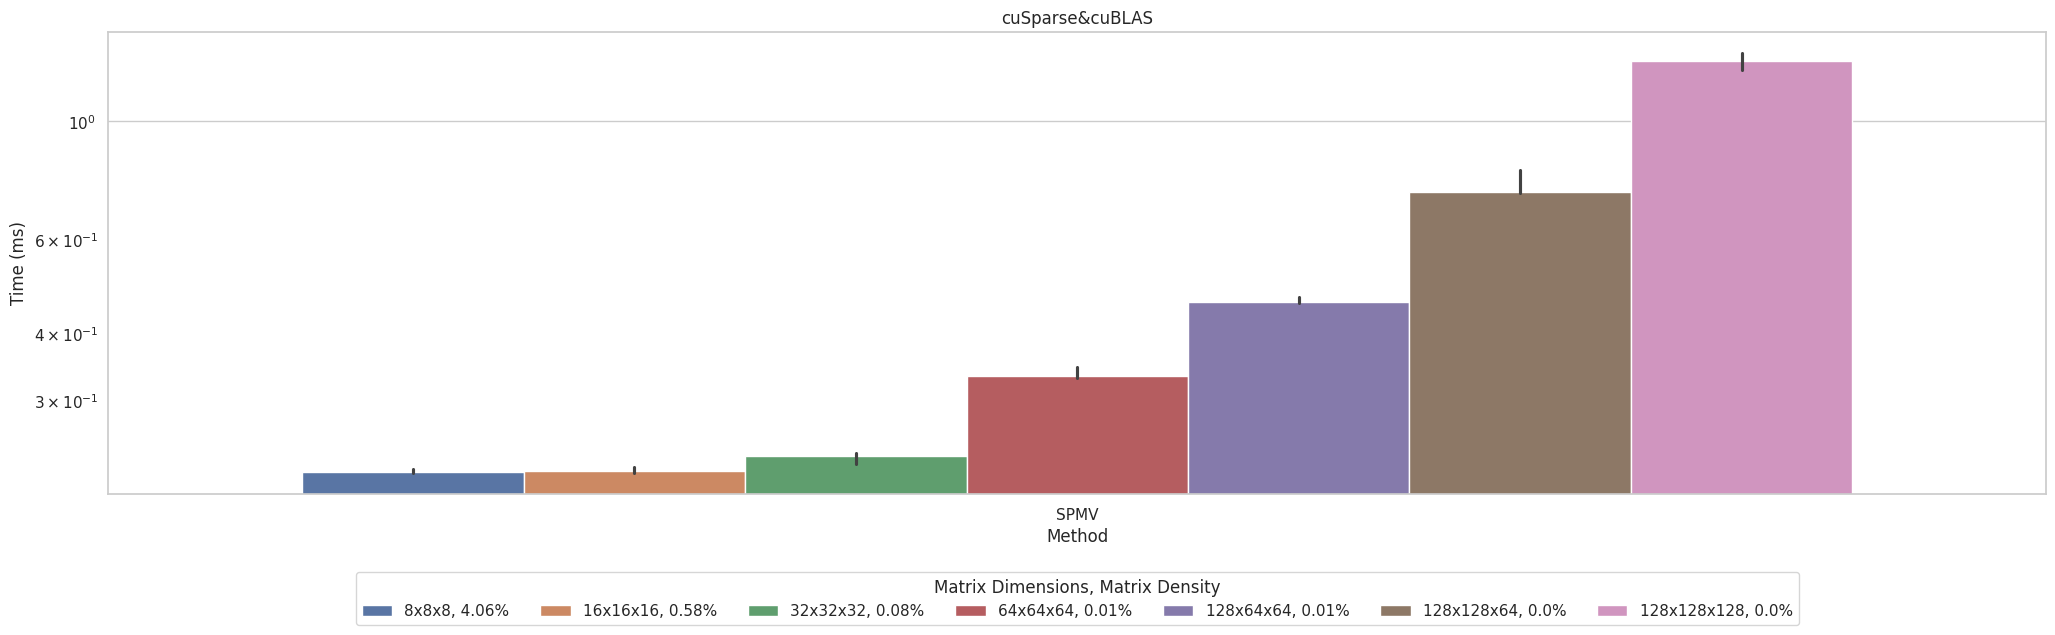 cuSparse&cuBLAS
10⁰
6 × 10⁻¹
4 × 10⁻¹
3 × 10⁻¹
Time (ms)
SPMV
Method
Matrix Dimensions, Matrix Density
8x8x8, 4.06% 16x16x16, 0.58% 32x32x32, 0.08% 64x64x64, 0.01% 128x64x64, 0.01% 128x128x64, 0.0% 128x128x128, 0.0%